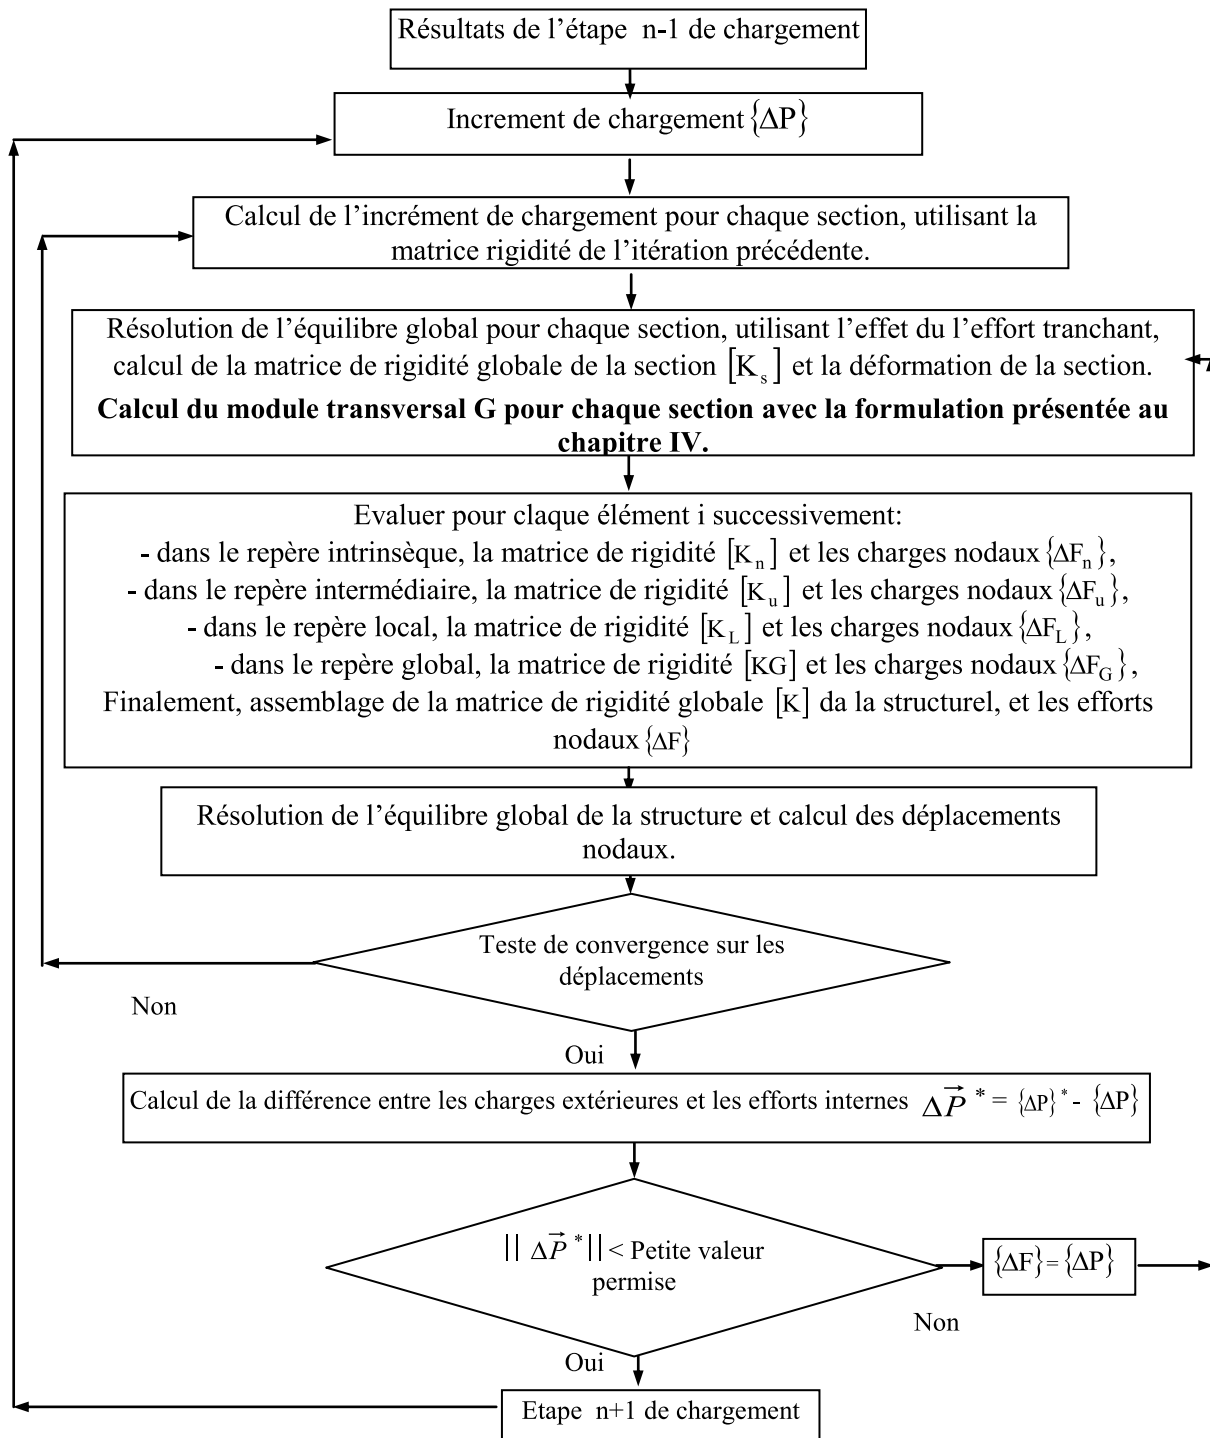 Résultats de l’étape n-1 de chargement
Increment de chargement {ΔP}
Calcul de l’incrément de chargement pour chaque section, utilisant la
matrice rigidité de l’itération précédente.
Résolution de l’équilibre global pour chaque section, utilisant l’effet du l’effort tranchant,
calcul de la matrice de rigidité globale de la section [K_s] et la déformation de la section.
Calcul du module transversal G pour chaque section avec la formulation présentée au
chapitre IV.
Evaluer pour claque élément i successivement:
- dans le repère intrinsèque, la matrice de rigidité [K_n] et les charges nodaux {ΔF_n},
- dans le repère intermédiaire, la matrice de rigidité [K_u] et les charges nodaux {ΔF_u},
- dans le repère local, la matrice de rigidité [K_L] et les charges nodaux {ΔF_L},
- dans le repère global, la matrice de rigidité [KG] et les charges nodaux {ΔF_G},
Finalement, assemblage de la matrice de rigidité globale [K] da la structurel, et les efforts
nodaux {ΔF}
Résolution de l’équilibre global de la structure et calcul des déplacements
nodaux.
Teste de convergence sur les
déplacements
Non
Oui
Calcul de la différence entre les charges extérieures et les efforts internes ΔP⃗ * = {ΔP}* - {ΔP}
|| ΔP⃗ *|| < Petite valeur
permise
{ΔF} = {ΔP}
Non
Oui
Etape n+1 de chargement